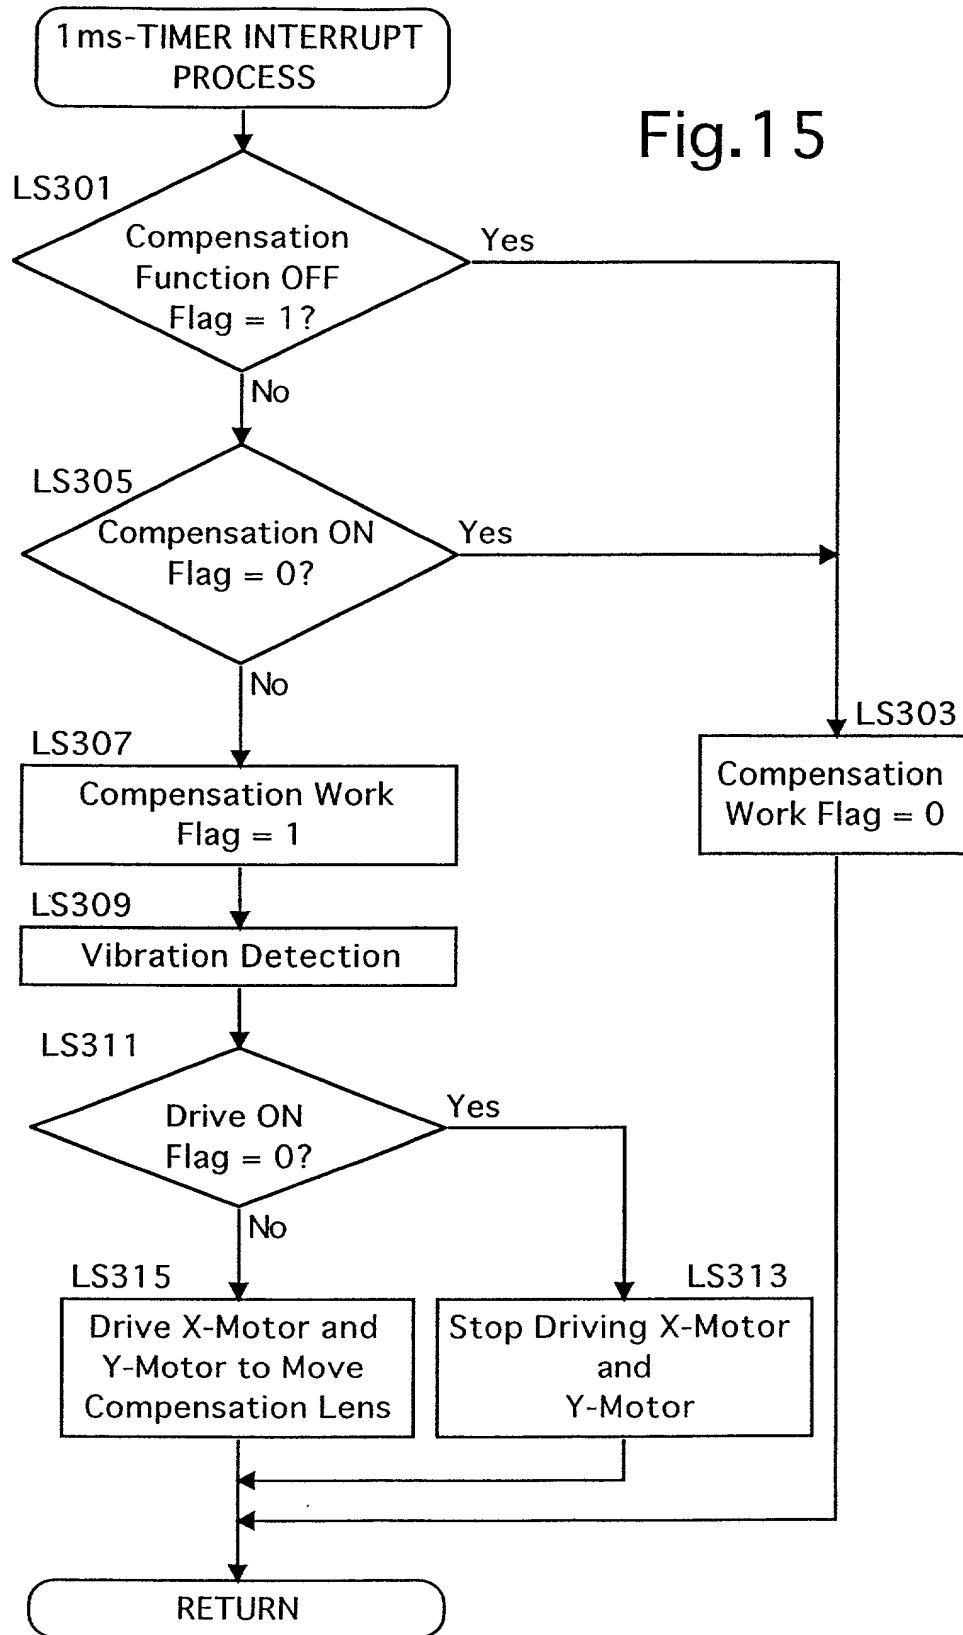 1ms-TIMER INTERRUPT
PROCESS
Fig.15
LS301
Compensation
Function OFF
Flag = 1?
Yes
No
LS305
Compensation ON
Flag = 0?
Yes
No
LS303
Compensation
Work Flag = 0
LS307
Compensation Work
Flag = 1
LS309
Vibration Detection
LS311
Drive ON
Flag = 0?
Yes
No
LS315
Drive X-Motor and
Y-Motor to Move
Compensation Lens
LS313
Stop Driving X-Motor
and
Y-Motor
RETURN